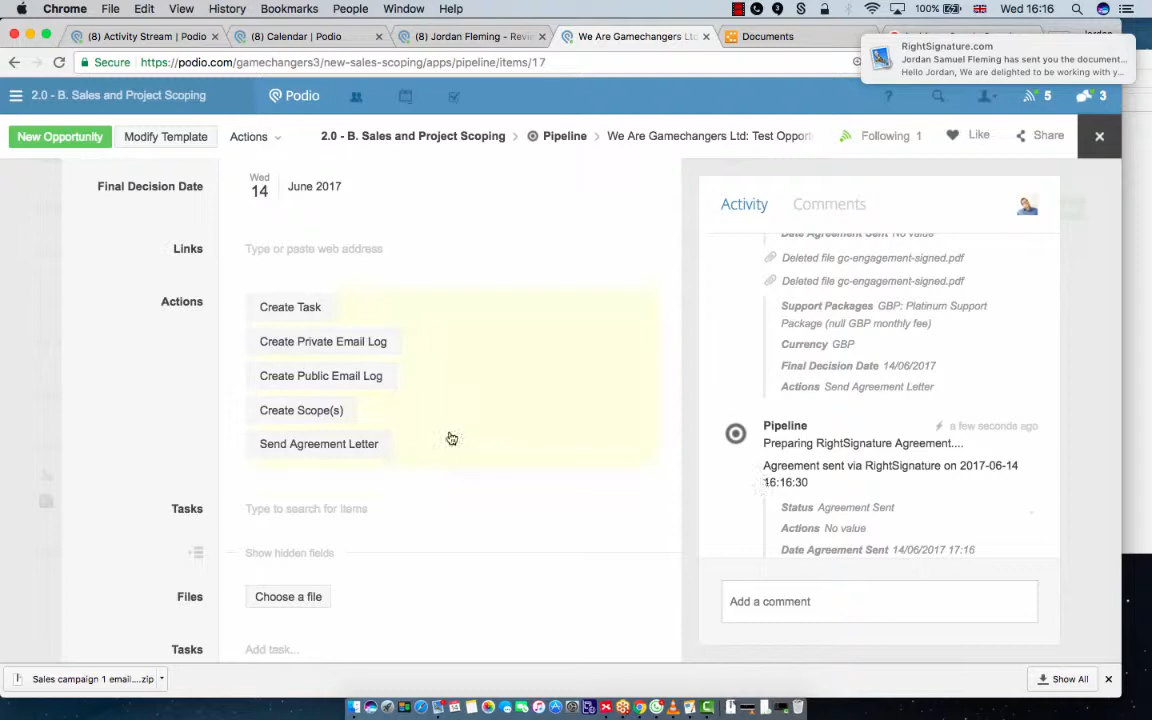 Chrome File Edit View History Bookmarks People Window Help 100% Wed 16:16
(8) Activity Stream | Podio
(8) Calendar | Podio
(8) Jordan Fleming - Revie
We Are Gamechangers Ltd:
Documents
Secure https://podio.com/gamechangers3/new-sales-scoping/apps/pipeline/items/17
RightSignature.com
Jordan Samuel Fleming has sent you the document...
Hello Jordan, We are delighted to be working with y...
2.0 - B. Sales and Project Scoping
Podio
? 5 3
New Opportunity Modify Template Actions 2.0 - B. Sales and Project Scoping Pipeline We Are Gamechangers Ltd: Test Opport Following 1 Like Share
Final Decision Date
Wed
14 June 2017
Links Type or paste web address
Actions
Create Task
Create Private Email Log
Create Public Email Log
Create Scope(s)
Send Agreement Letter
Tasks Type to search for items
Show hidden fields
Files Choose a file
Tasks Add task...
Activity Comments
Date Agreement Sent No value
Deleted file gc-engagement-signed.pdf
Deleted file gc-engagement-signed.pdf
Support Packages GBP: Platinum Support
Package (null GBP monthly fee)
Currency GBP
Final Decision Date 14/06/2017
Actions Send Agreement Letter
Pipeline a few seconds ago
Preparing RightSignature Agreement....
Agreement sent via RightSignature on 2017-06-14
16:16:30
Status Agreement Sent
Actions No value
Date Agreement Sent 14/06/2017 17:16
Add a comment
Sales campaign 1 email....zip
Show All